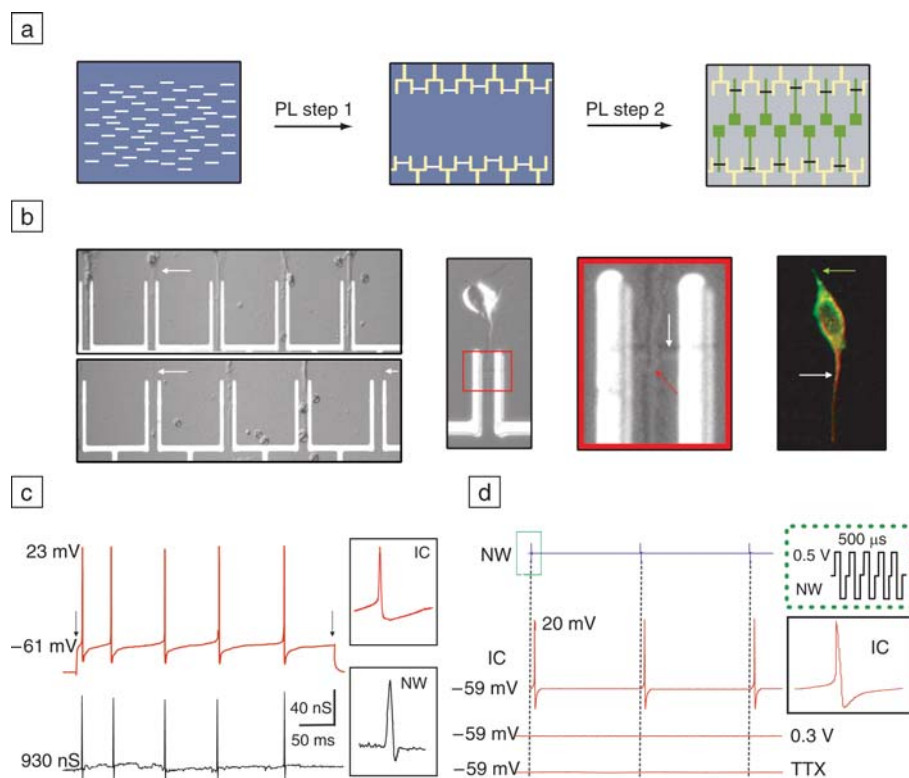 a
PL step 1
PL step 2
b
c
23 mV
−61 mV
930 nS
40 nS
50 ms
IC
NW
d
NW
500 µs
0.5 V
NW
20 mV
IC
−59 mV
IC
−59 mV
0.3 V
−59 mV
TTX